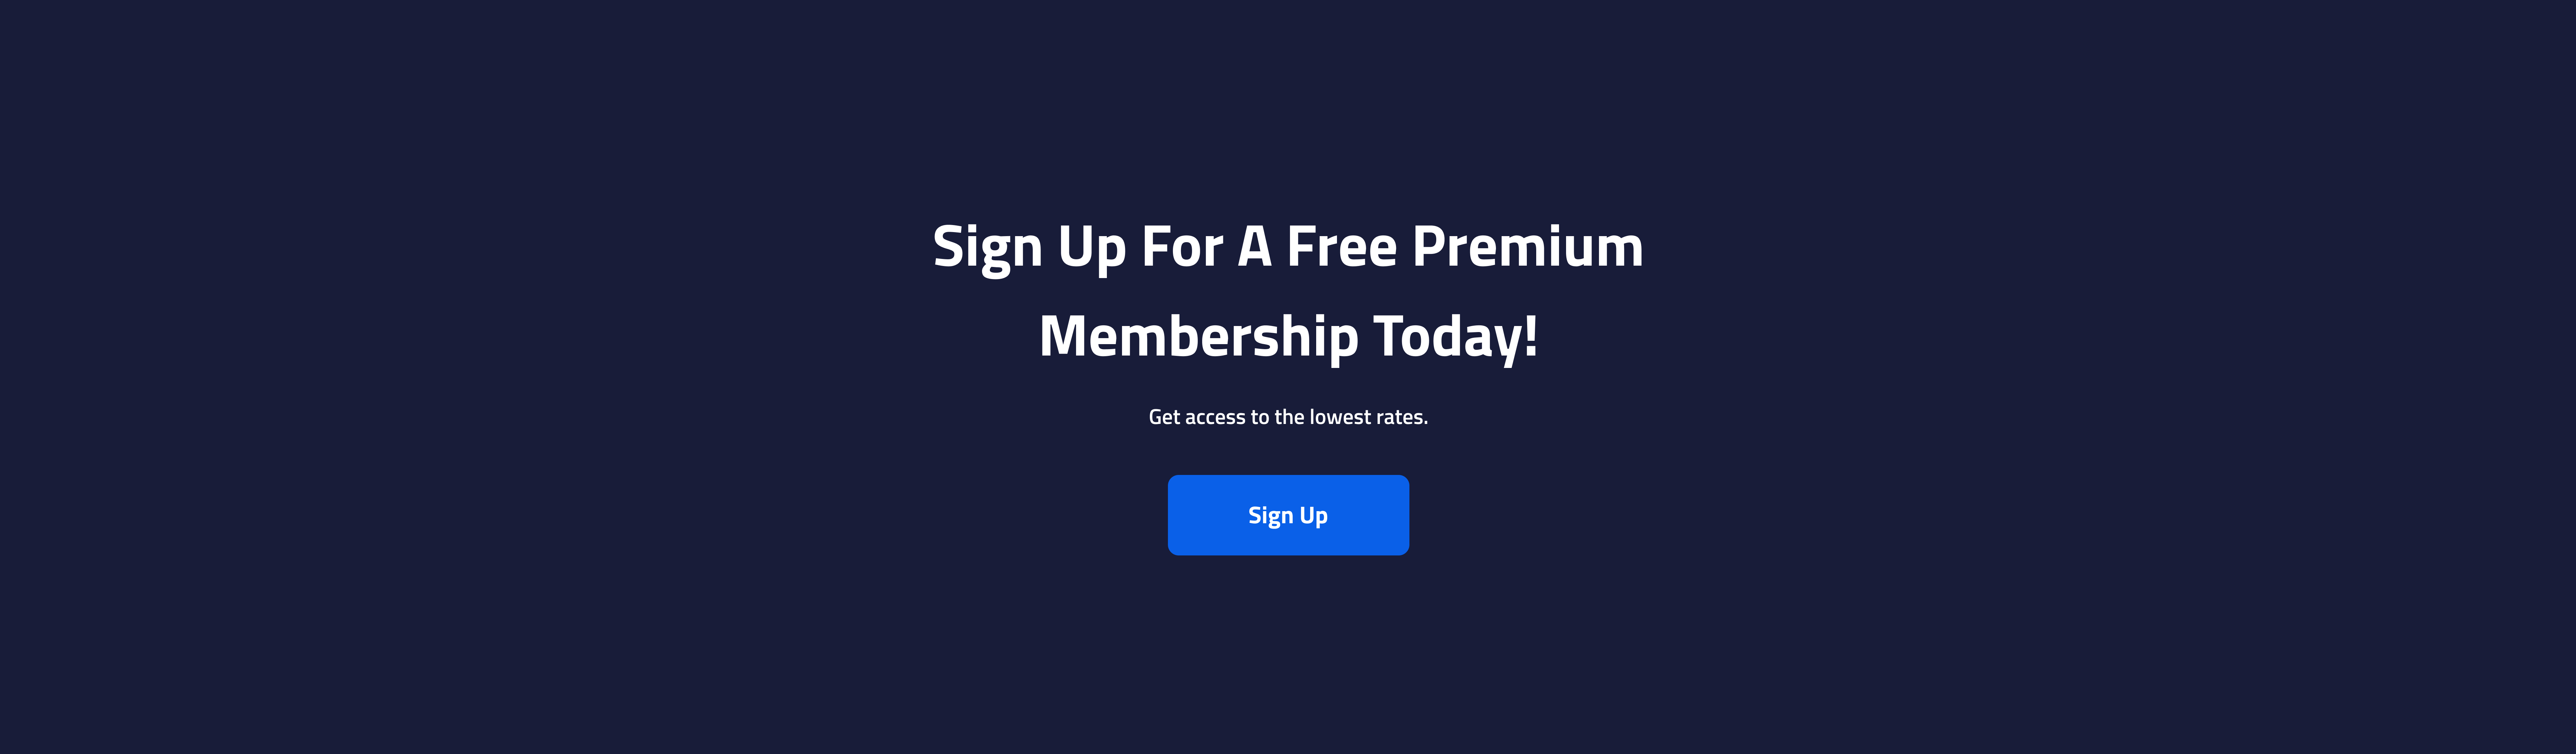 Sign Up For A Free Premium
Membership Today!
Get access to the lowest rates.
Sign Up